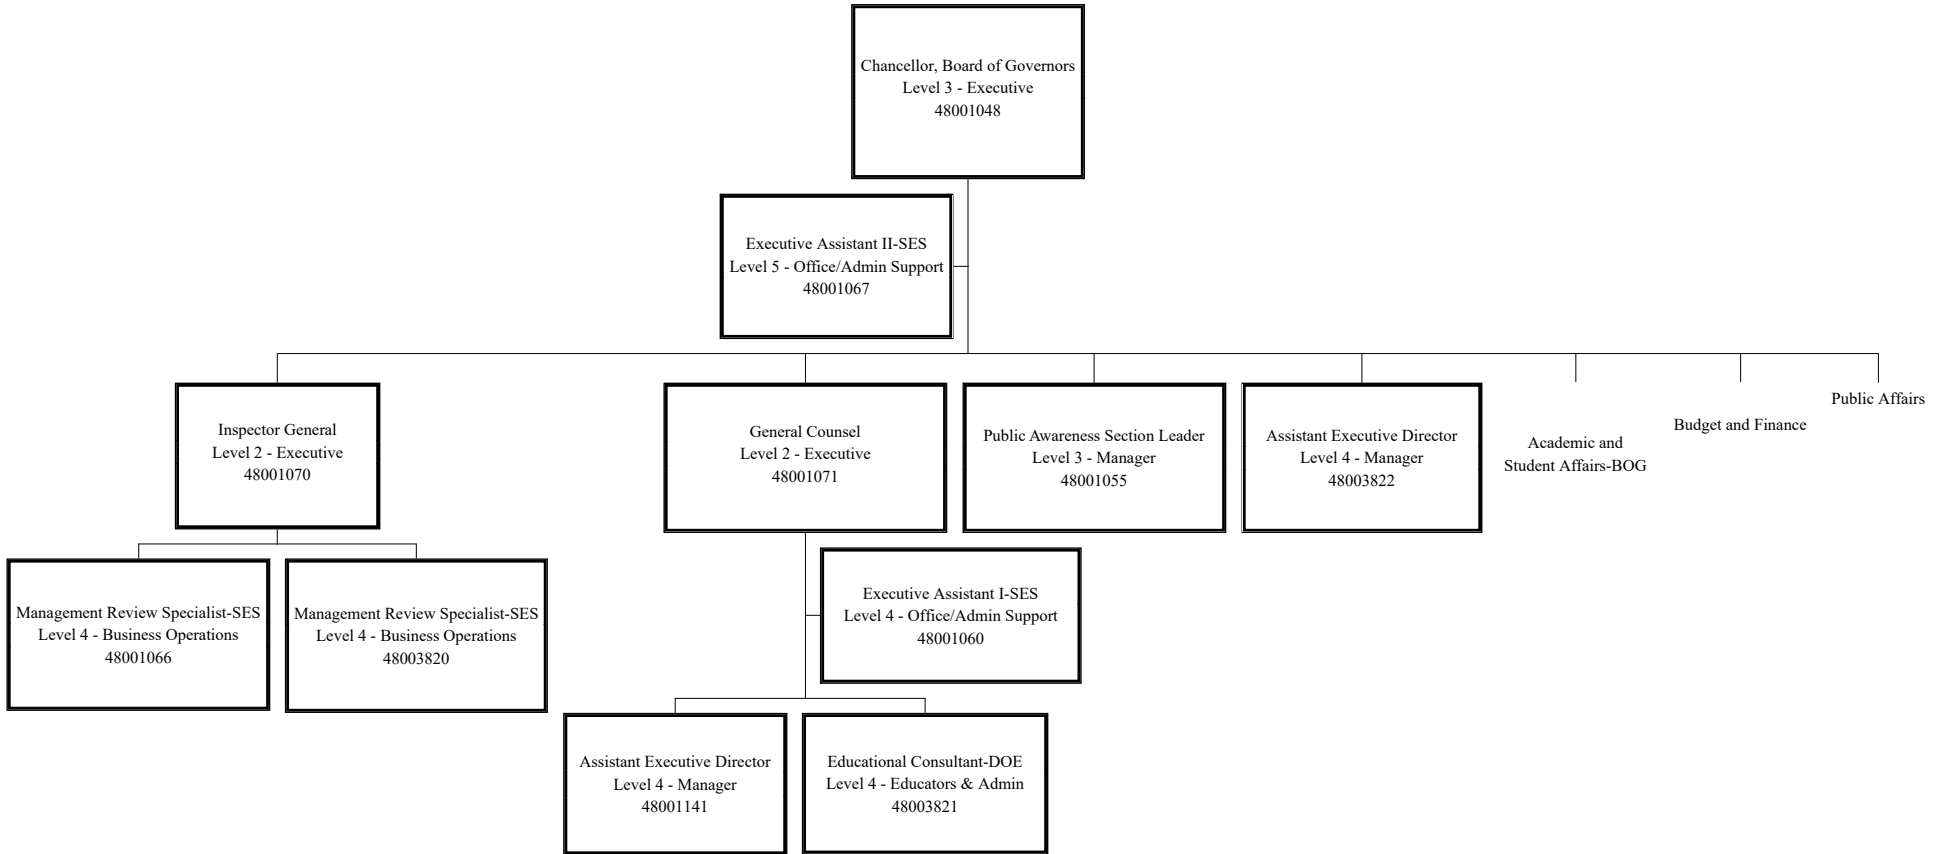 Chancellor, Board of Governors
Level 3 - Executive
48001048
Executive Assistant II-SES
Level 5 - Office/Admin Support
48001067
Inspector General
Level 2 - Executive
48001070
General Counsel
Level 2 - Executive
48001071
Public Awareness Section Leader
Level 3 - Manager
48001055
Assistant Executive Director
Level 4 - Manager
48003822
Academic and
Student Affairs-BOG
Budget and Finance
Public Affairs
Management Review Specialist-SES
Level 4 - Business Operations
48001066
Management Review Specialist-SES
Level 4 - Business Operations
48003820
Executive Assistant I-SES
Level 4 - Office/Admin Support
48001060
Assistant Executive Director
Level 4 - Manager
48001141
Educational Consultant-DOE
Level 4 - Educators & Admin
48003821